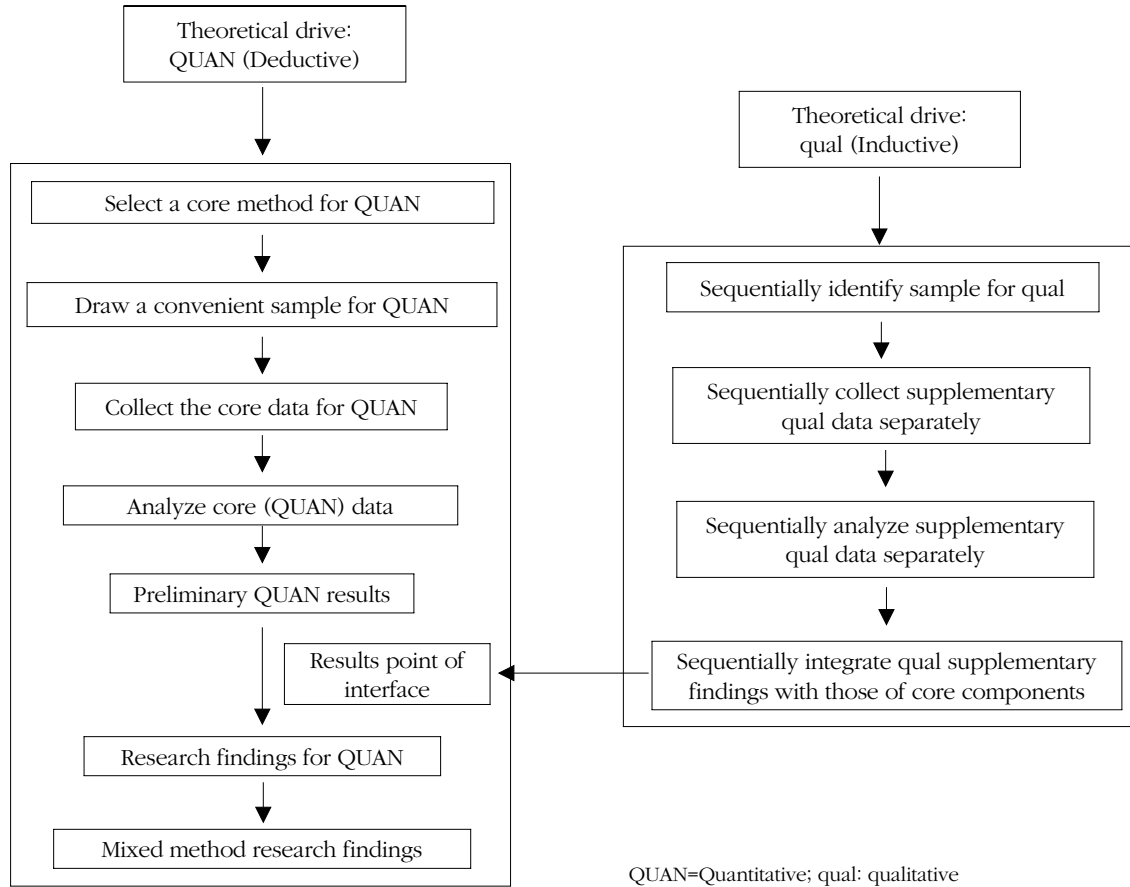 Theoretical drive:
QUAN (Deductive)
Select a core method for QUAN
Draw a convenient sample for QUAN
Collect the core data for QUAN
Analyze core (QUAN) data
Preliminary QUAN results
Results point of
interface
Research findings for QUAN
Mixed method research findings
Theoretical drive:
qual (Inductive)
Sequentially identify sample for qual
Sequentially collect supplementary
qual data separately
Sequentially analyze supplementary
qual data separately
Sequentially integrate qual supplementary
findings with those of core components
QUAN=Quantitative; qual: qualitative